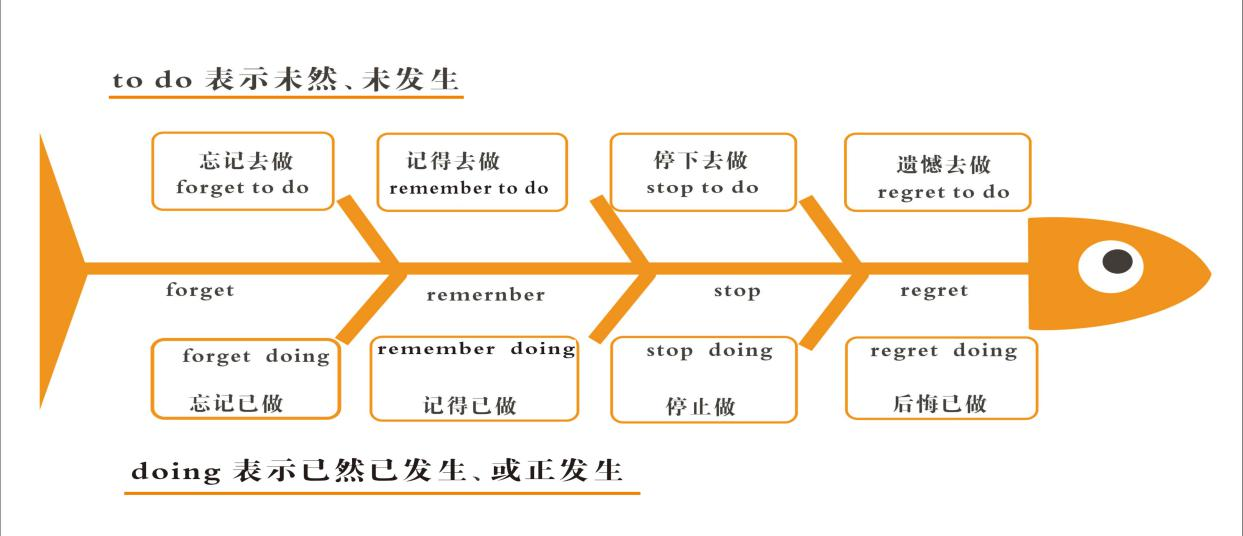 to do 表示未然、未发生
忘记去做
forget to do
记得去做
remember to do
停下去做
stop to do
遗憾去做
regret to do
forget
remernber
stop
regret
forget doing
忘记已做
remember doing
记得已做
stop doing
停止做
regret doing
后悔已做
doing 表示已然已发生、或正发生